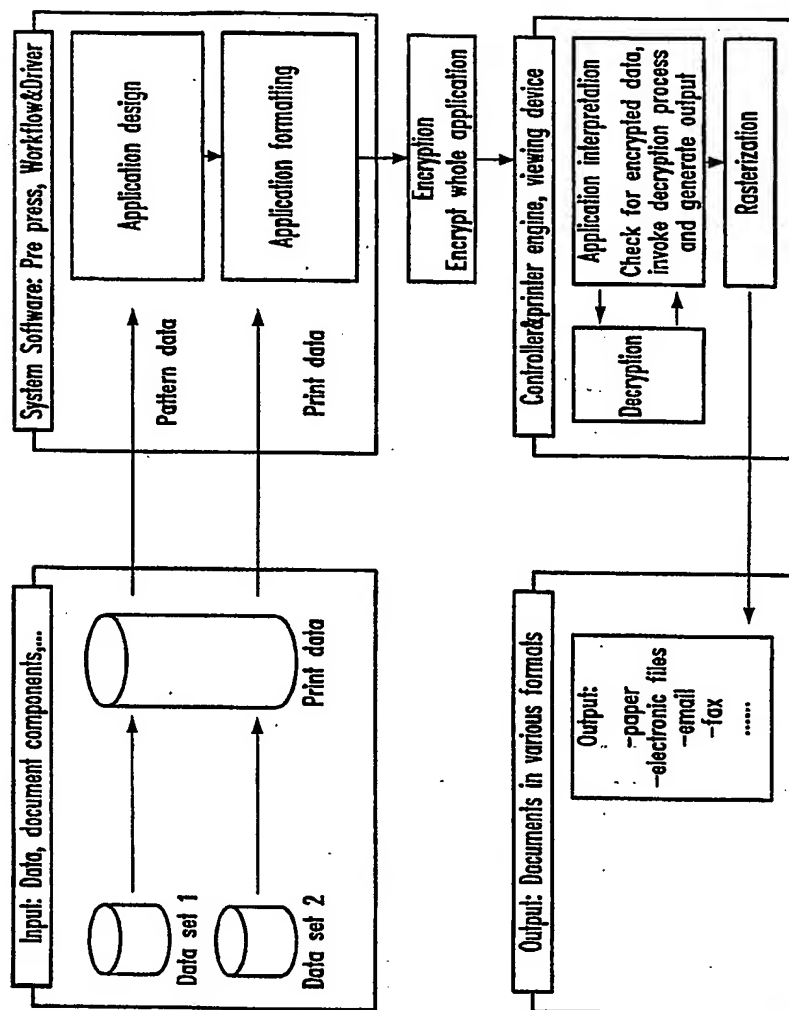 Input: Data, document components,...
Data set 1
Data set 2
Print data
System Software: Pre press, Workflow&Driver
Pattern data
Print data
Application design
Application formatting
Encryption
Encrypt whole application
Controller&printer engine, viewing device
Decryption
Application interpretation
Check for encrypted data,
invoke decryption process
and generate output
Rasterization
Output: Documents in various formats
Output:
–paper
–electronic files
–email
–fax
......